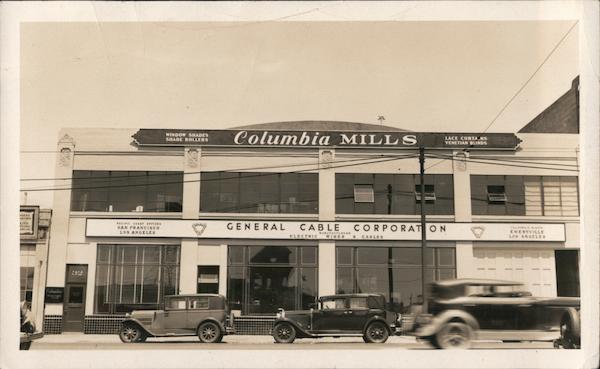 WINDOW SHADES
SHADE ROLLERS
Columbia MILLS
LACE CURTAINS
VENETIAN BLINDS
PACIFIC COAST OFFICES
SAN FRANCISCO
LOS ANGELES
GENERAL CABLE CORPORATION
ELECTRIC WIRES & CABLES
EMERYVILLE
LOS ANGELES